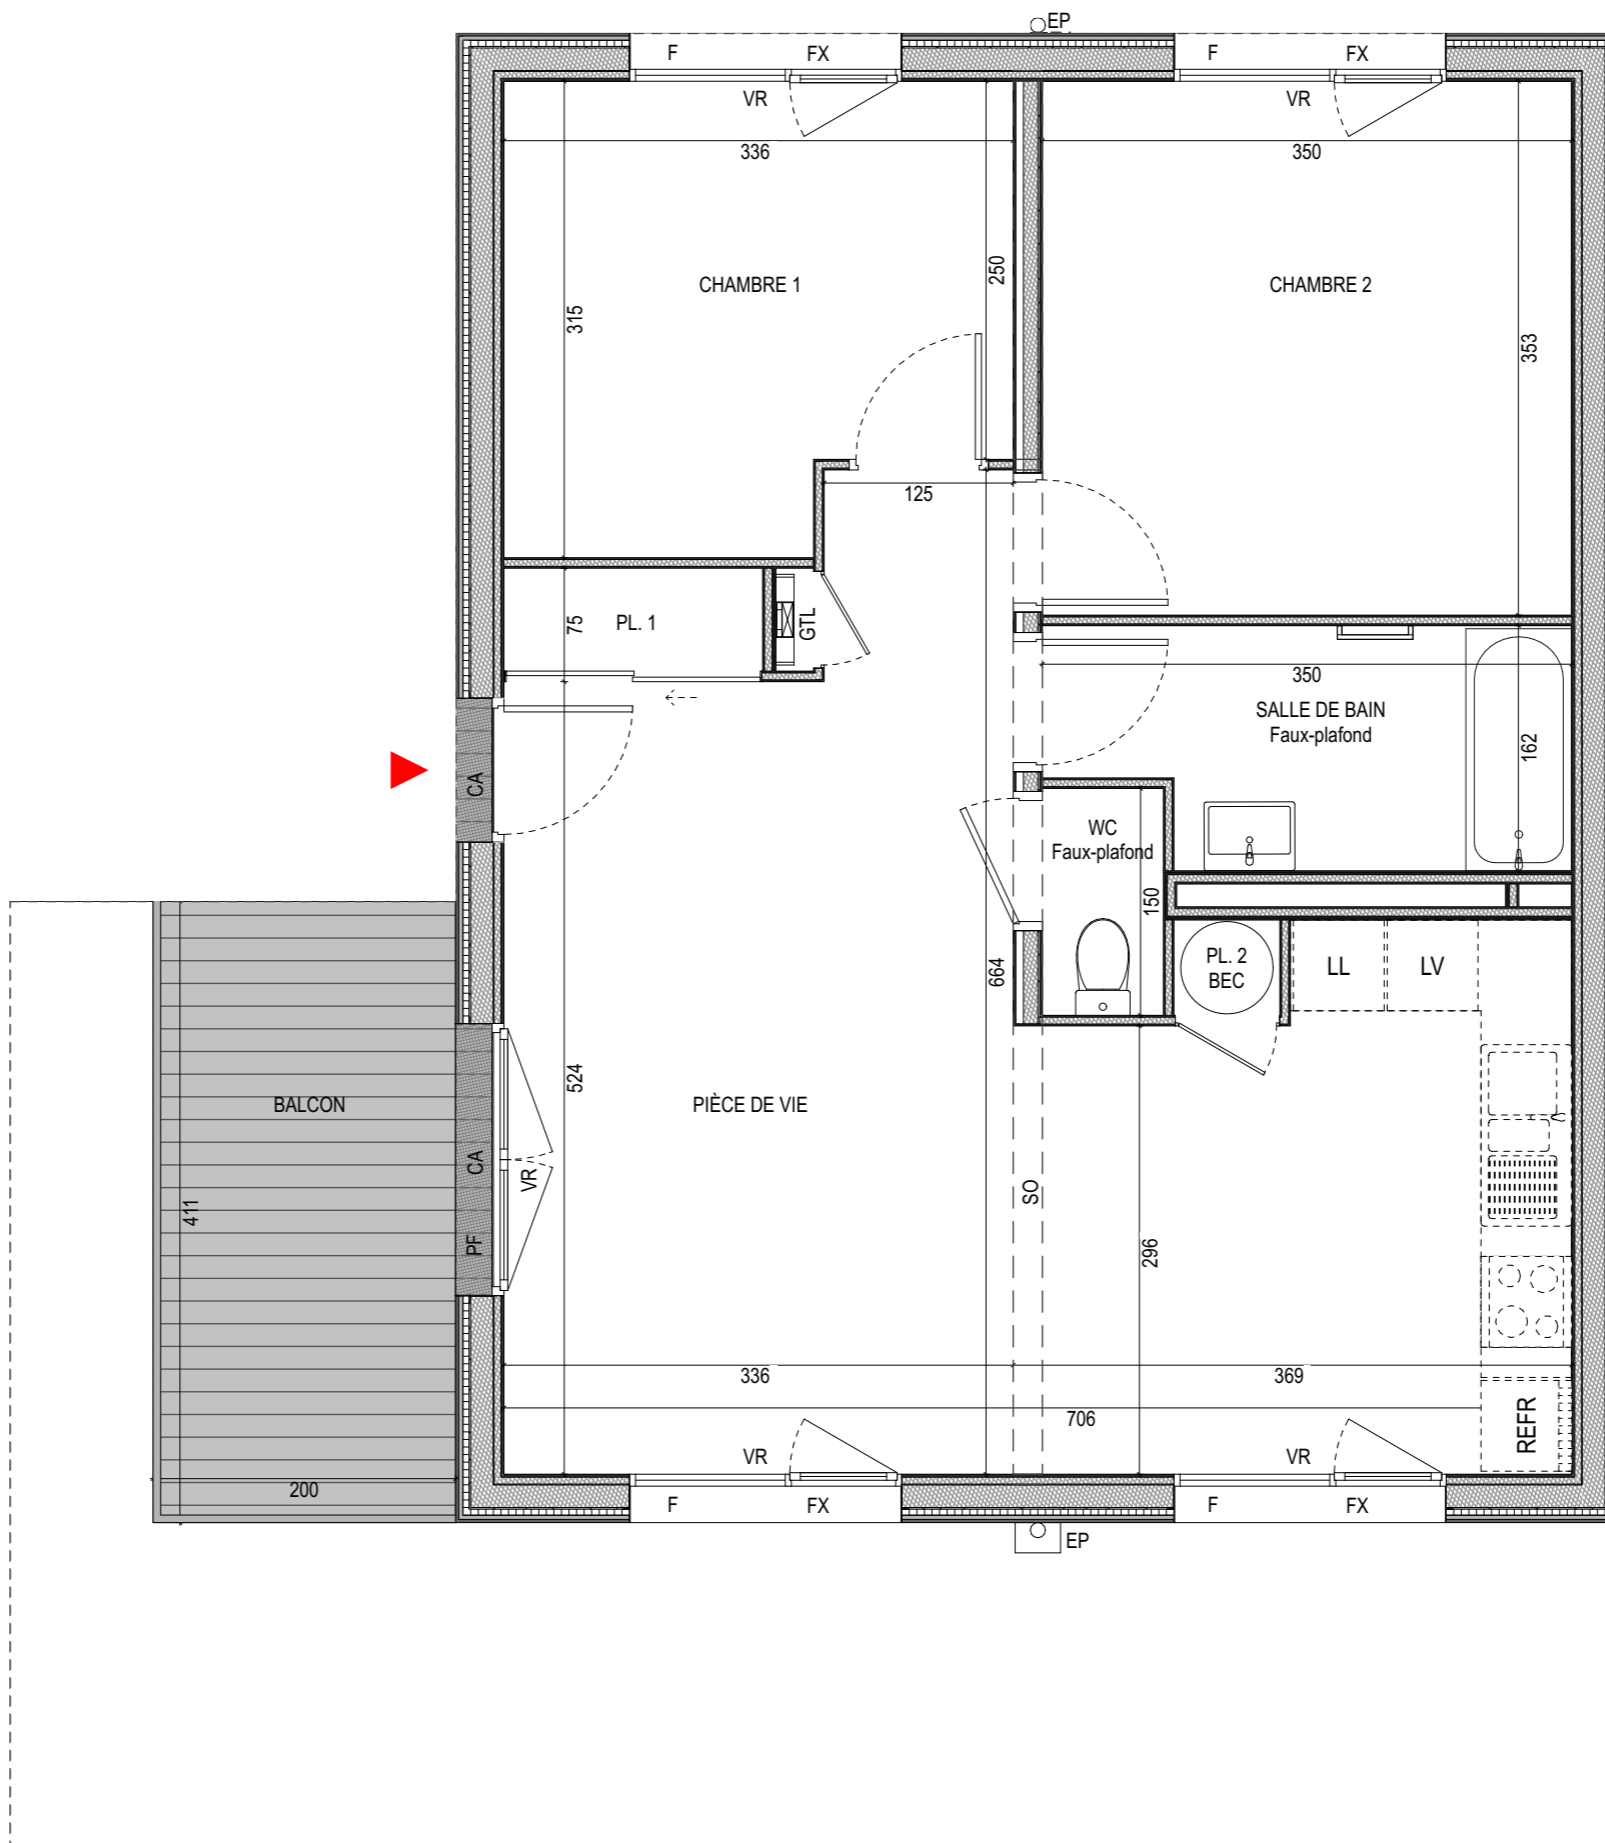 EP
F
FX
F
FX
VR
VR
336
350
CHAMBRE 1
250
CHAMBRE 2
315
353
125
75
PL. 1
GTL
350
SALLE DE BAIN
Faux-plafond
162
CA
WC
Faux-plafond
150
PL. 2
BEC
LL
LV
664
524
BALCON
PIÈCE DE VIE
CA
VR
SO
411
PF
296
336
369
706
REFR
VR
VR
200
F
FX
F
FX
EP